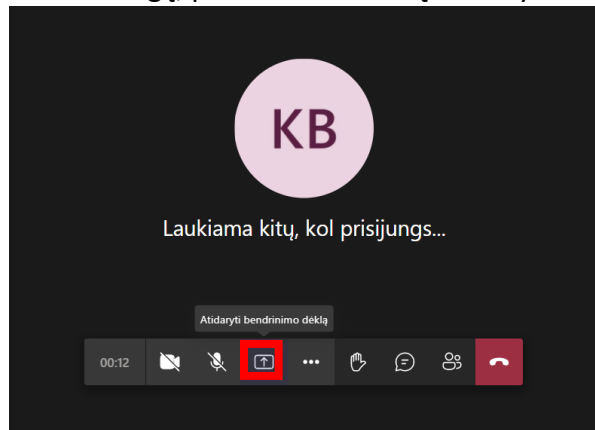 KB
Laukiama kitų, kol prisijungs...
Atidaryti bendrinimo dėklą
00:12